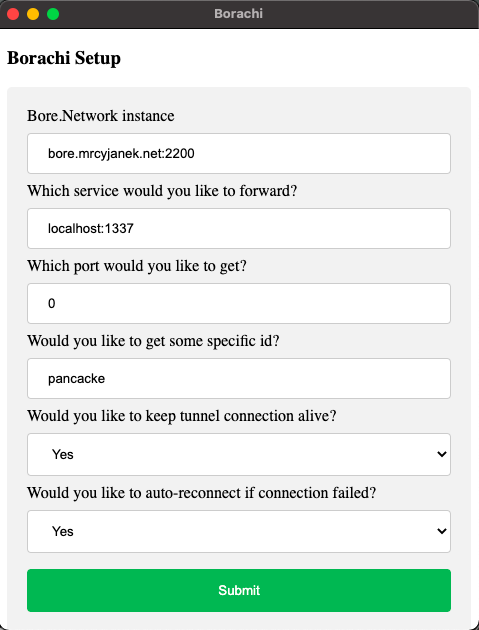 Borachi
Borachi Setup
Bore.Network instance
bore.mrcyjanek.net:2200
Which service would you like to forward?
localhost:1337
Which port would you like to get?
0
Would you like to get some specific id?
pancacke
Would you like to keep tunnel connection alive?
Yes
Would you like to auto-reconnect if connection failed?
Yes
Submit